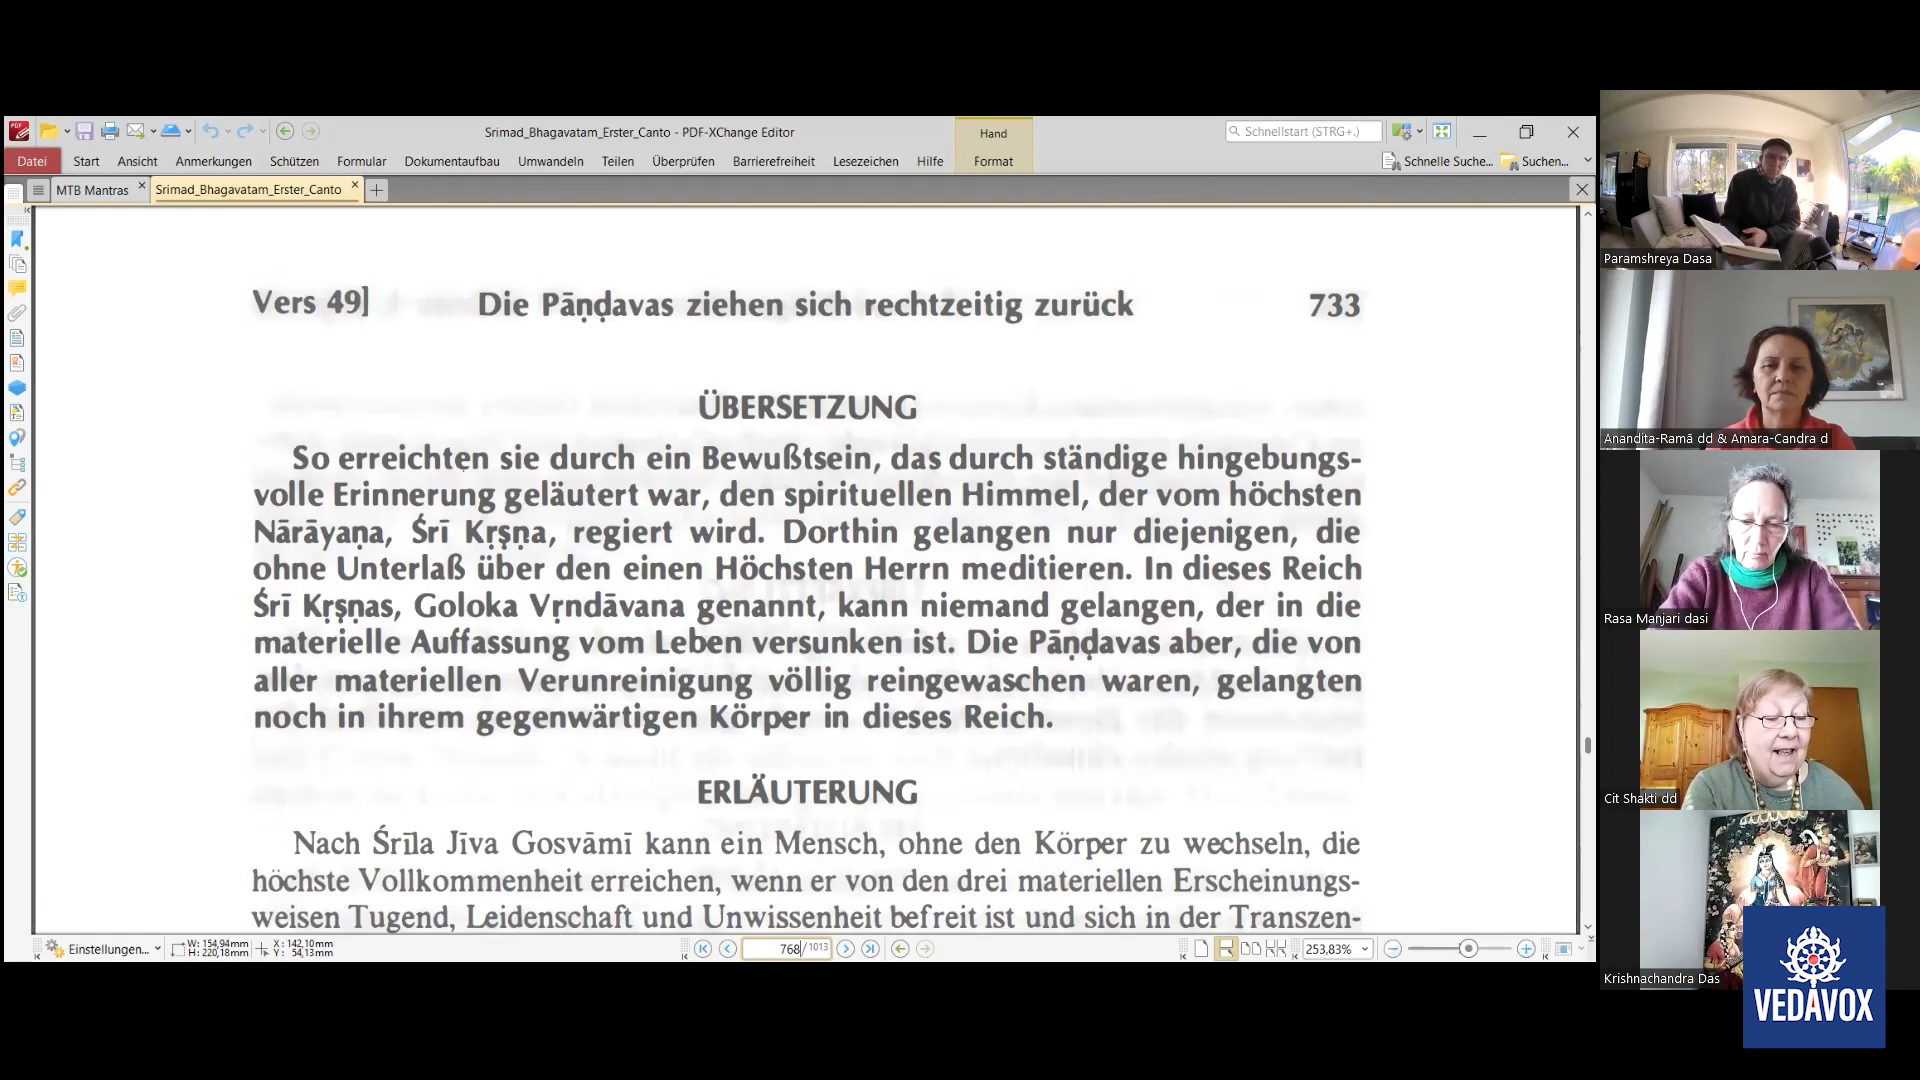 Srimad_Bhagavatam_Erster_Canto - PDF-XChange Editor
Hand
Schnellstart (STRG+.)
Datei Start Ansicht Anmerkungen Schützen Formular Dokumentaufbau Umwandeln Teilen Überprüfen Barrierefreiheit Lesezeichen Hilfe Format Schnelle Suche... Suchen...
MTB Mantras Srimad_Bhagavatam_Erster_Canto
Vers 49] Die Pāṇḍavas ziehen sich rechtzeitig zurück 733
ÜBERSETZUNG
So erreichten sie durch ein Bewußtsein, das durch ständige hingebungs-
volle Erinnerung geläutert war, den spirituellen Himmel, der vom höchsten
Nārāyaṇa, Śrī Kṛṣṇa, regiert wird. Dorthin gelangen nur diejenigen, die
ohne Unterlaß über den einen Höchsten Herrn meditieren. In dieses Reich
Śrī Kṛṣṇas, Goloka Vṛndāvana genannt, kann niemand gelangen, der in die
materielle Auffassung vom Leben versunken ist. Die Pāṇḍavas aber, die von
aller materiellen Verunreinigung völlig reingewaschen waren, gelangten
noch in ihrem gegenwärtigen Körper in dieses Reich.
ERLÄUTERUNG
Nach Śrīla Jīva Gosvāmī kann ein Mensch, ohne den Körper zu wechseln, die
höchste Vollkommenheit erreichen, wenn er von den drei materiellen Erscheinungs-
weisen Tugend, Leidenschaft und Unwissenheit befreit ist und sich in der Transzen-
Einstellungen... W: 154,94mm X: 142,10mm
H: 220,18mm Y: 54,13mm
768/1013
253,83%
Paramshreya Dasa
Anandīta-Ramā dd & Amara-Candra d
Rasa Manjari dasi
Cit Shakti dd
Krishnachandra Das
VEDAVOX